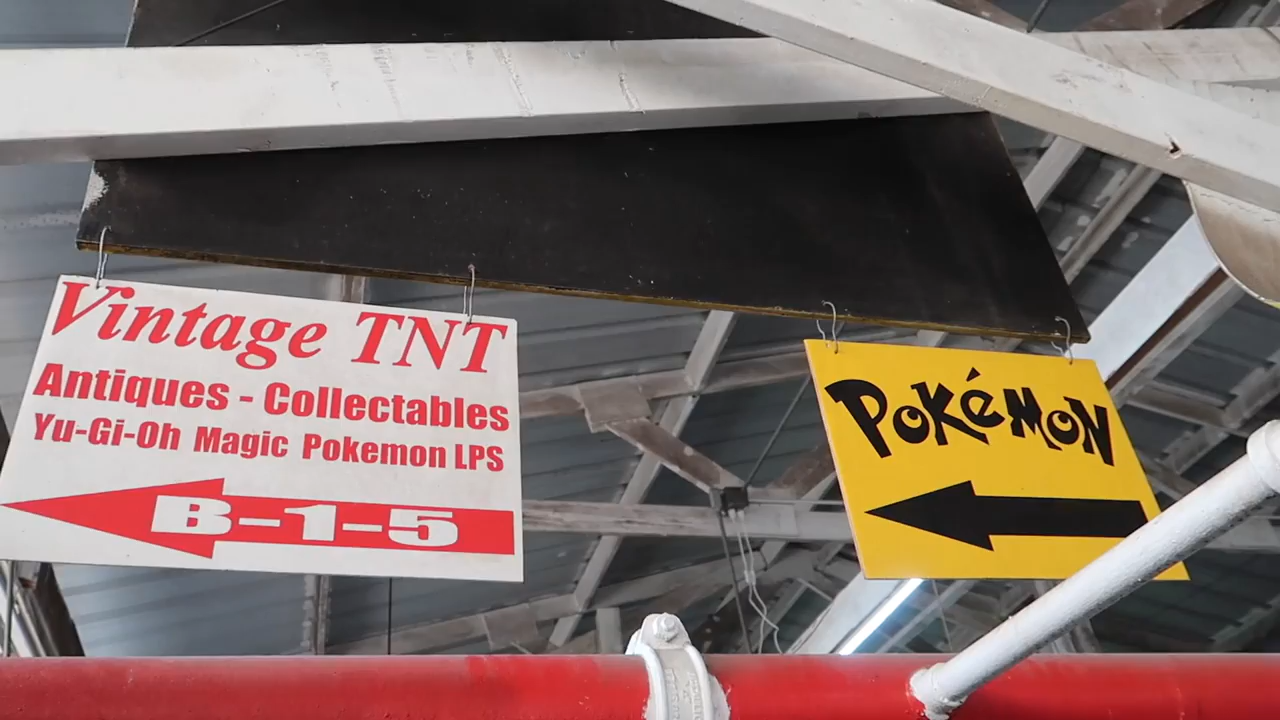 Vintage TNT
Antiques - Collectables
Yu-Gi-Oh Magic Pokemon LPS
B-1-5
POKéMON